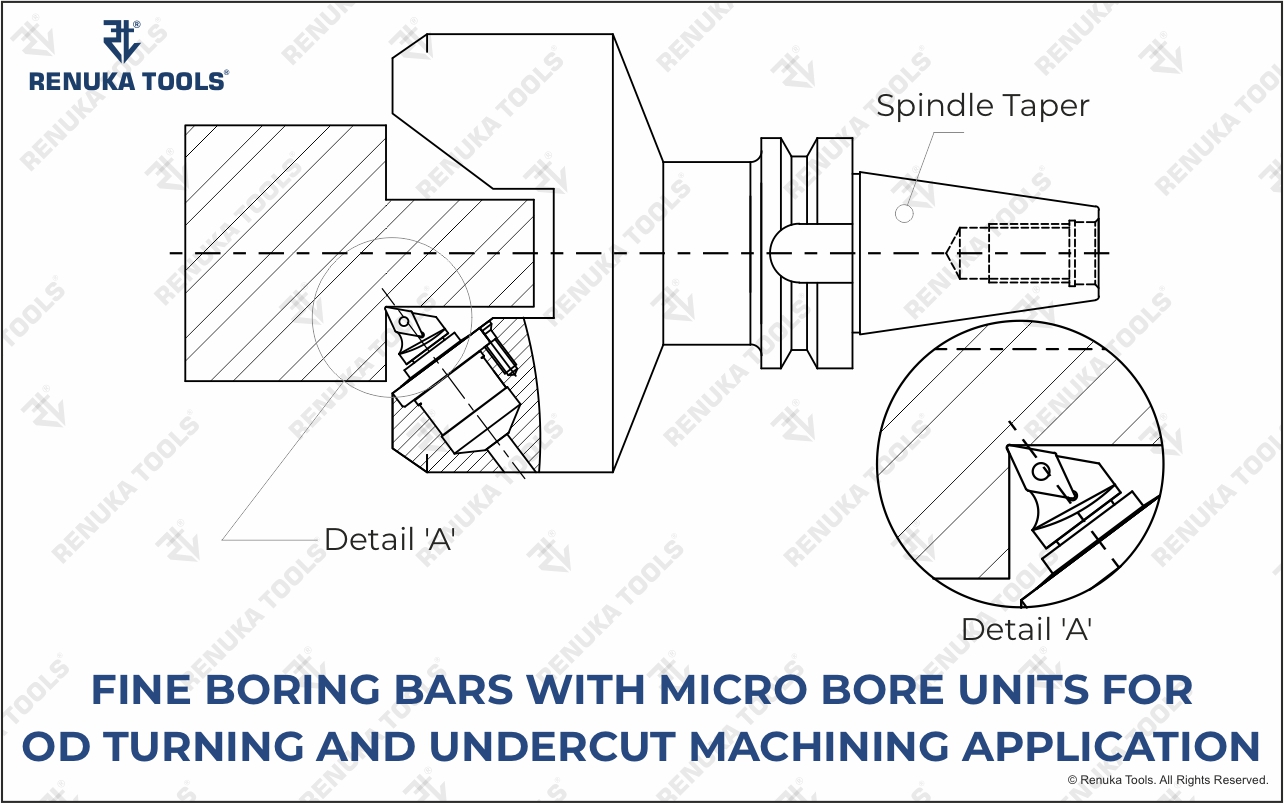 RENUKA TOOLS®
Spindle Taper
Detail 'A'
Detail 'A'
FINE BORING BARS WITH MICRO BORE UNITS FOR
OD TURNING AND UNDERCUT MACHINING APPLICATION
© Renuka Tools. All Rights Reserved.